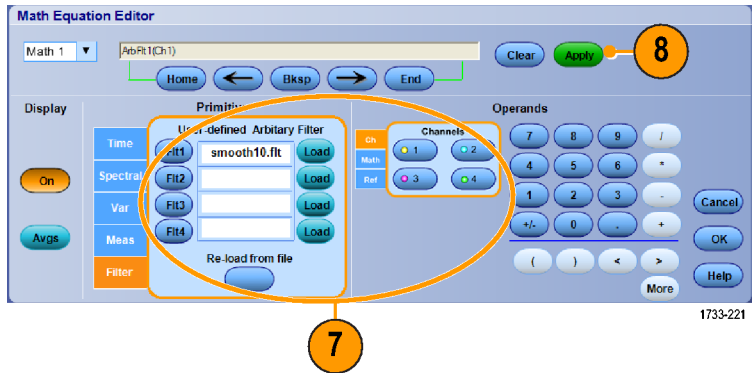 Math Equation Editor
Math 1
ArbFlt1(Ch1)
Clear
Apply
8
Home
Bksp
End
Display
Operands
User-defined Arbitary Filter
Channels
Time
Flt1
smooth10.flt
Load
Ch
1
2
7
8
9
/
Math
Spectral
Flt2
Load
Ref
3
4
4
5
6
*
On
Var
Flt3
Load
1
2
3
-
Cancel
Avgs
Meas
Flt4
Load
+/-
0
.
+
OK
Filter
Re-load from file
(
)
<
>
Help
More
1733-221
7